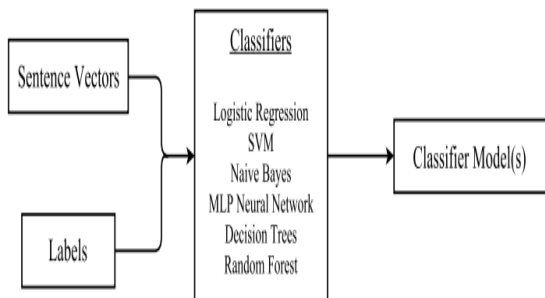 Sentence Vectors
Labels
Classifiers
Logistic Regression
SVM
Naive Bayes
MLP Neural Network
Decision Trees
Random Forest
Classifier Model(s)